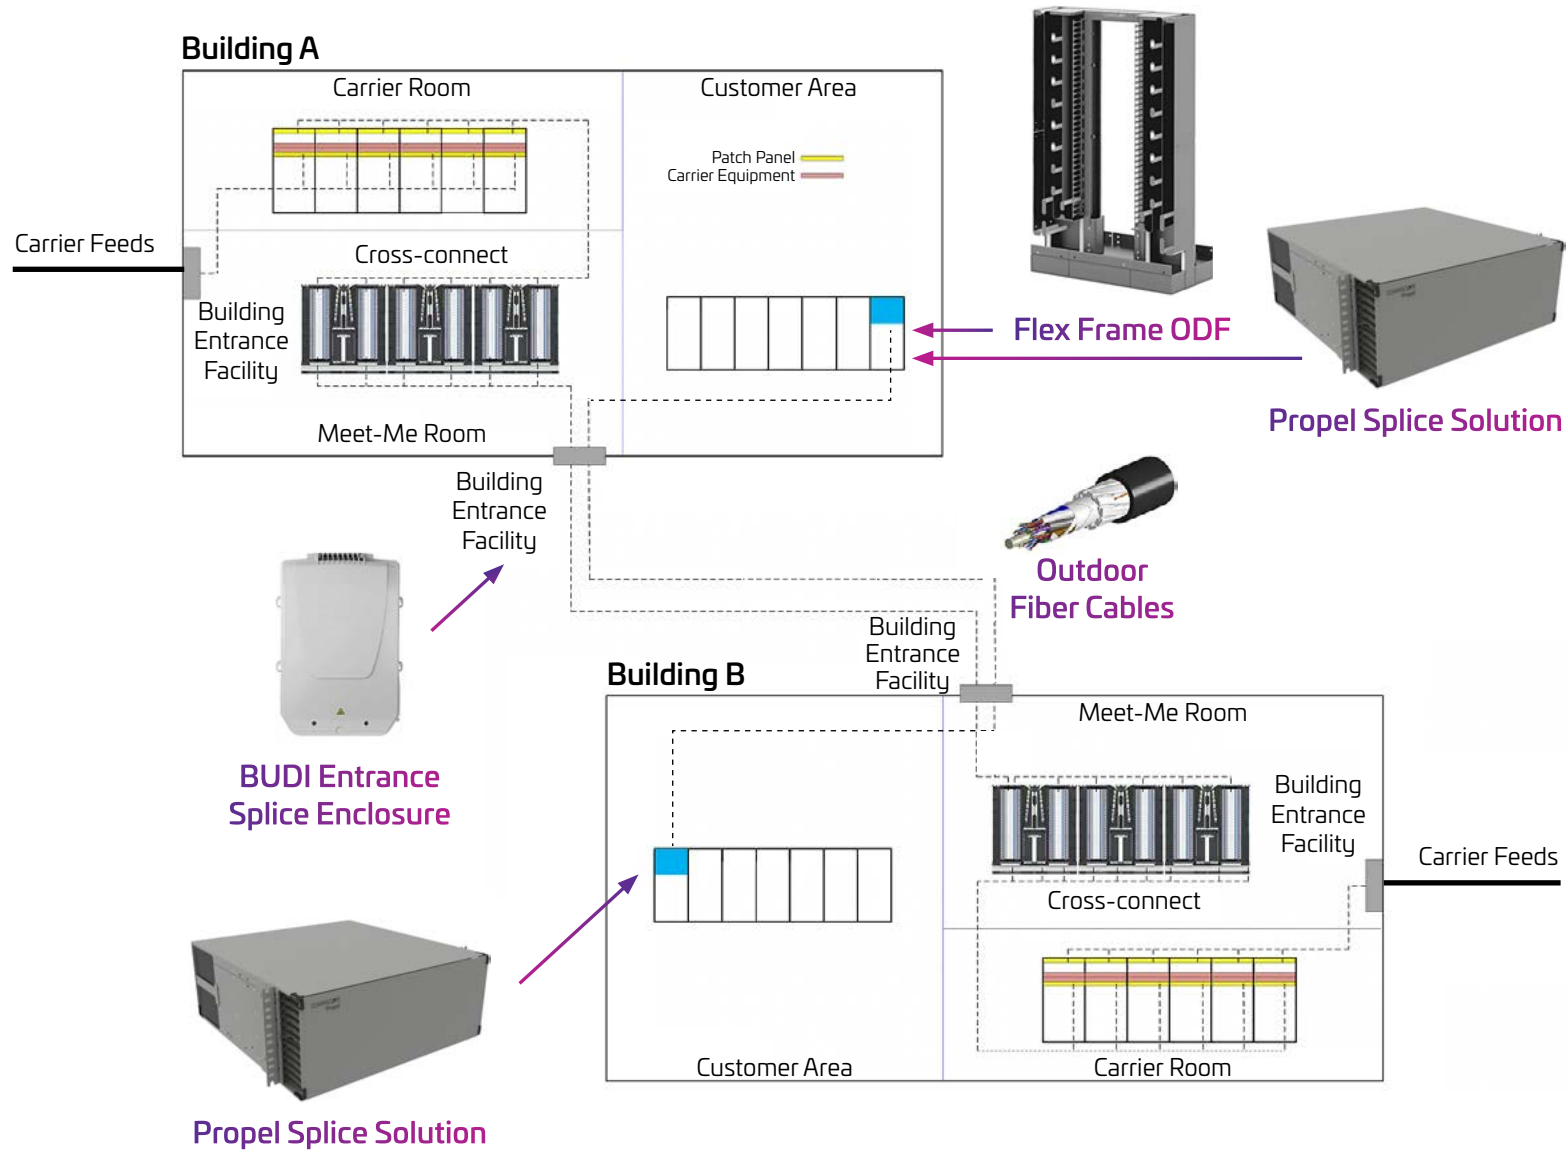 Building A
Carrier Room
Customer Area
Patch Panel
Carrier Equipment
Carrier Feeds
Cross-connect
Building
Entrance
Facility
Meet-Me Room
Flex Frame ODF
Propel Splice Solution
Building
Entrance
Facility
Outdoor
Fiber Cables
BUDI Entrance
Splice Enclosure
Building
Entrance
Facility
Building B
Meet-Me Room
Building
Entrance
Facility
Carrier Feeds
Cross-connect
Customer Area
Carrier Room
Propel Splice Solution